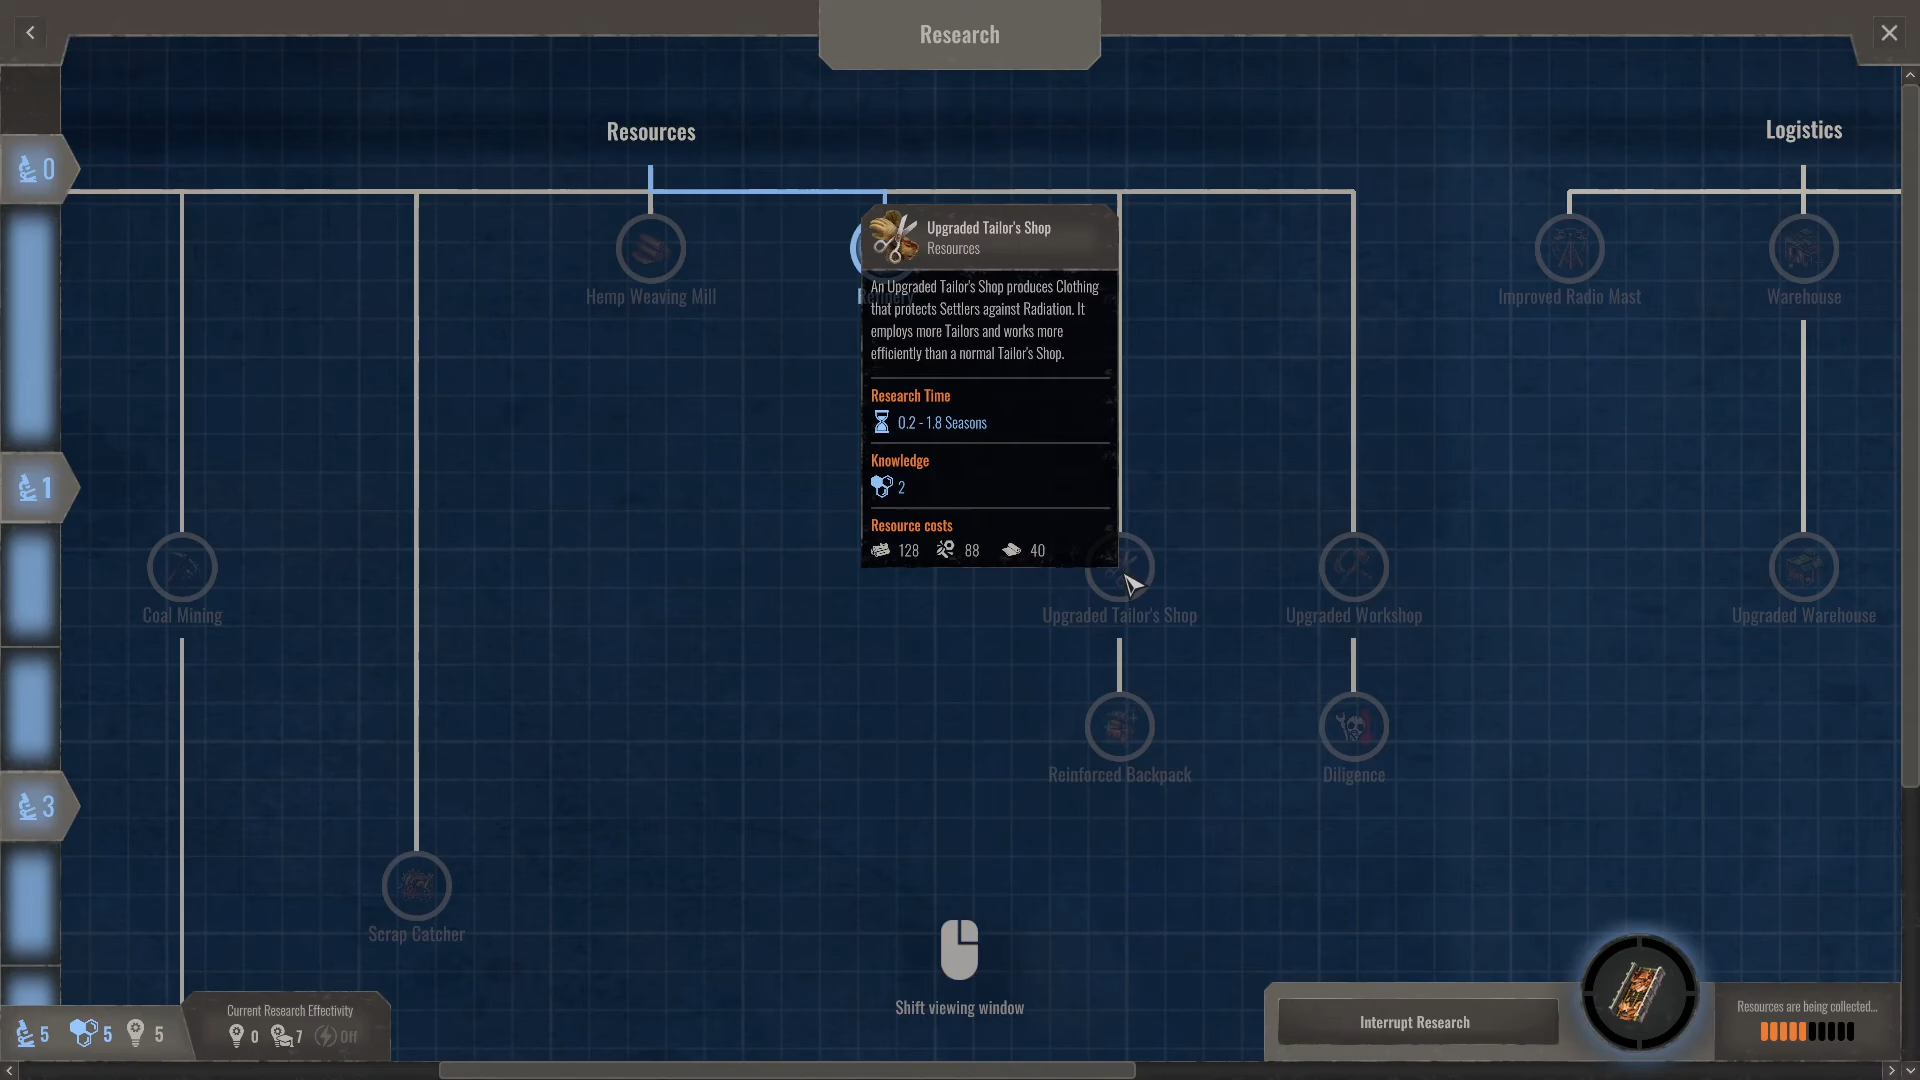 Research
Resources
Logistics
0
Hemp Weaving Mill
Refinery
Upgraded Tailor's Shop
Resources
An Upgraded Tailor's Shop produces Clothing
that protects Settlers against Radiation. It
employs more Tailors and works more
efficiently than a normal Tailor's Shop.
Research Time
0.2 - 1.8 Seasons
Knowledge
2
Resource costs
128 88 40
Improved Radio Mast
Warehouse
1
Coal Mining
Upgraded Tailor's Shop
Upgraded Workshop
Upgraded Warehouse
Reinforced Backpack
Diligence
3
Scrap Catcher
Shift viewing window
5 5 5
Current Research Effectivity
0 7 Off
Interrupt Research
Resources are being collected...